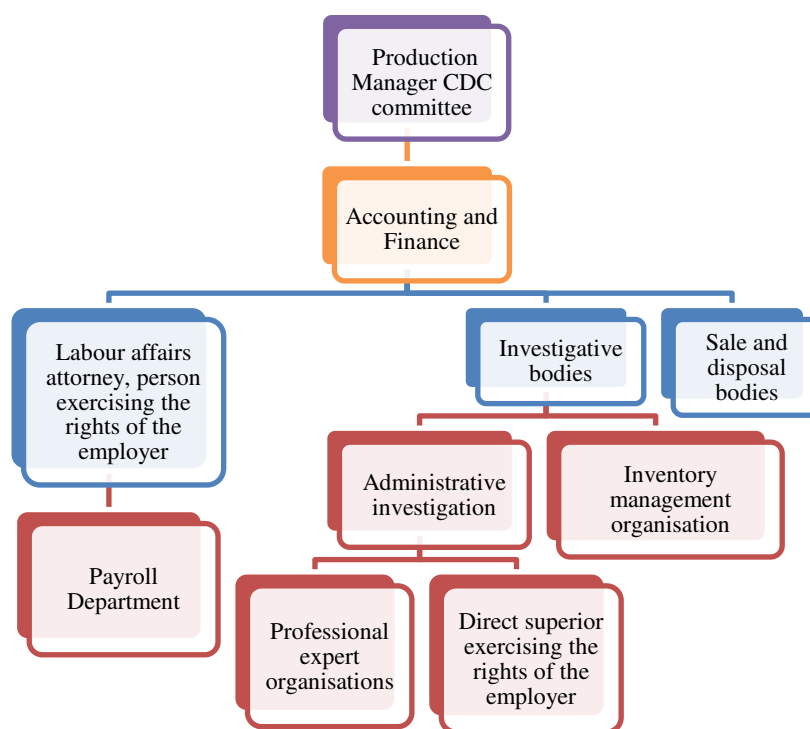 Production
Manager CDC
committee
Accounting and
Finance
Labour affairs
attorney, person
exercising the
rights of the
employer
Investigative
bodies
Sale and
disposal
bodies
Administrative
investigation
Inventory
management
organisation
Payroll
Department
Professional
expert
organisations
Direct superior
exercising the
rights of the
employer